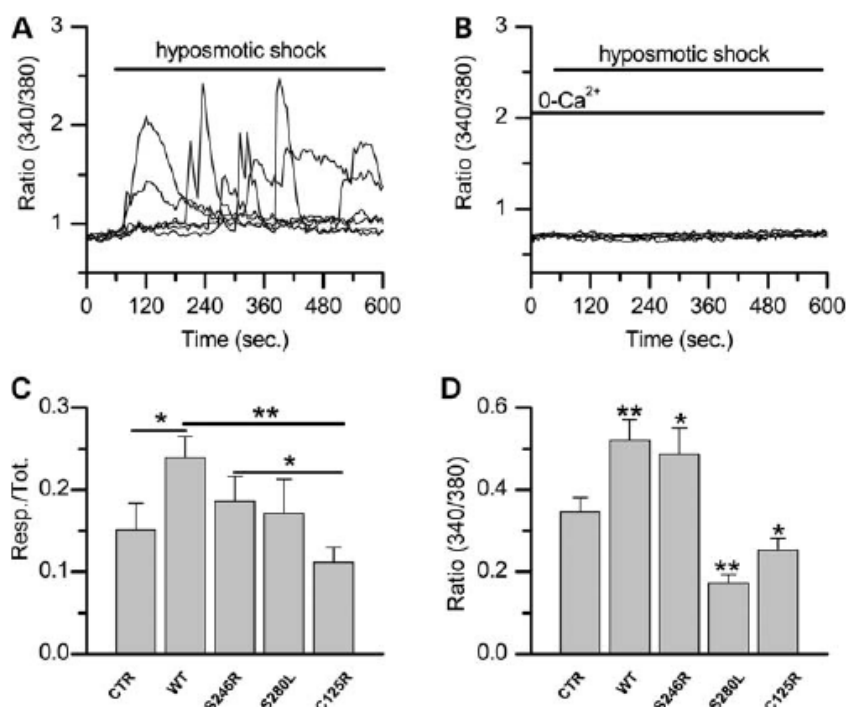 A
hyposmotic shock
Ratio (340/380)
3
2
1
0 120 240 360 480 600
Time (sec.)
B
hyposmotic shock
0-Ca²⁺
Ratio (340/380)
3
2
1
0 120 240 360 480 600
Time (sec.)
C
Resp./Tot.
0.3
0.2
0.1
0.0
* ** *
CTR WT S246R S280L C125R
D
Ratio (340/380)
0.6
0.4
0.2
0.0
** * ** *
CTR WT S246R S280L C125R